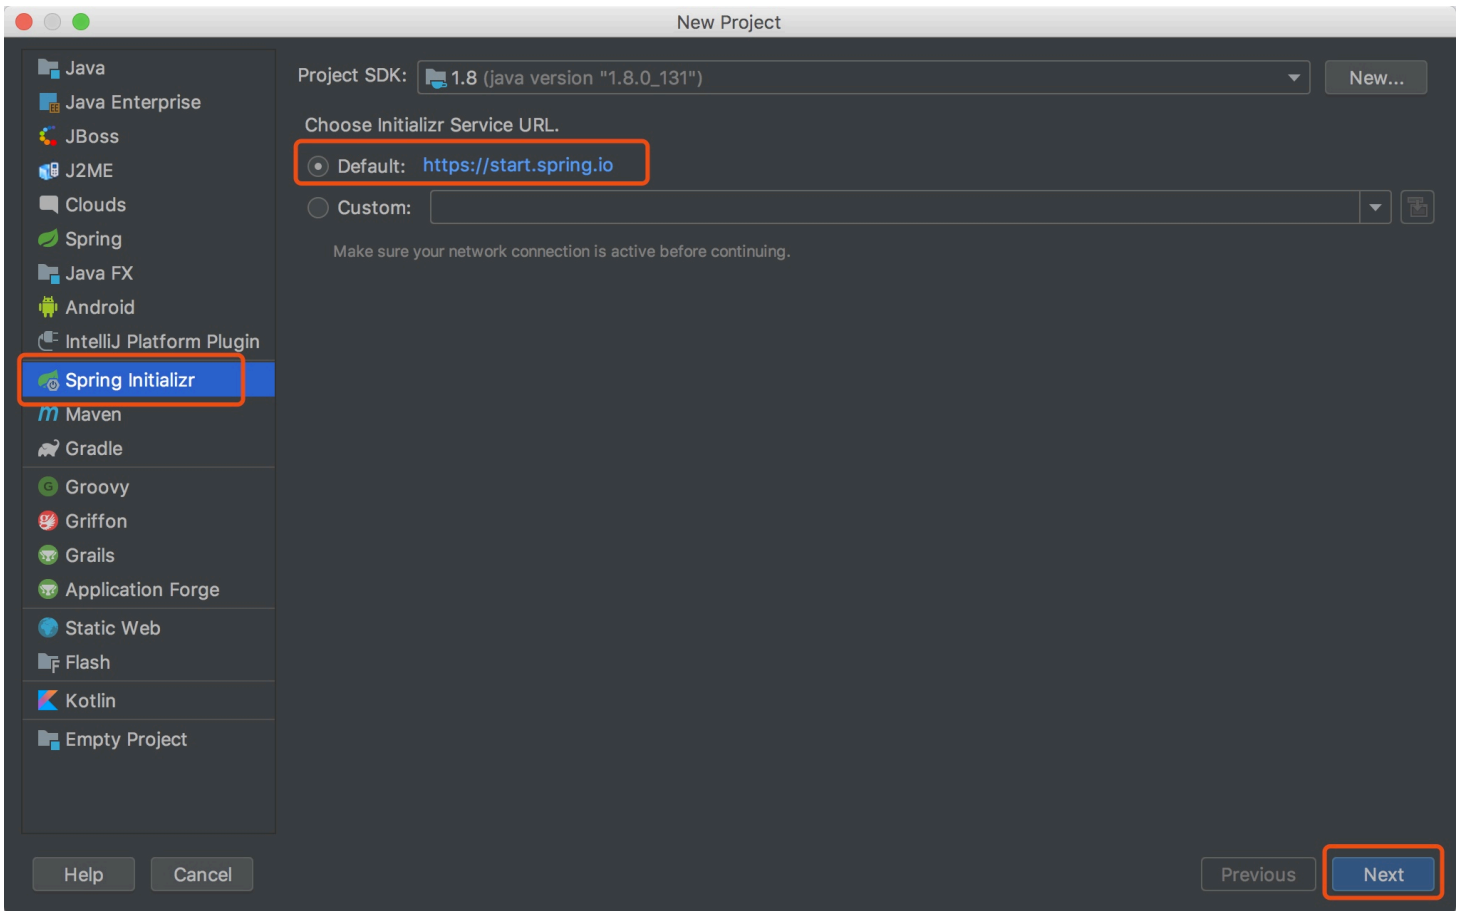 New Project
Java
Java Enterprise
JBoss
J2ME
Clouds
Spring
Java FX
Android
IntelliJ Platform Plugin
Spring Initializr
Maven
Gradle
Groovy
Griffon
Grails
Application Forge
Static Web
Flash
Kotlin
Empty Project
Project SDK: 1.8 (java version "1.8.0_131") New...
Choose Initializr Service URL.
Default: https://start.spring.io
Custom:
Make sure your network connection is active before continuing.
Help Cancel Previous Next